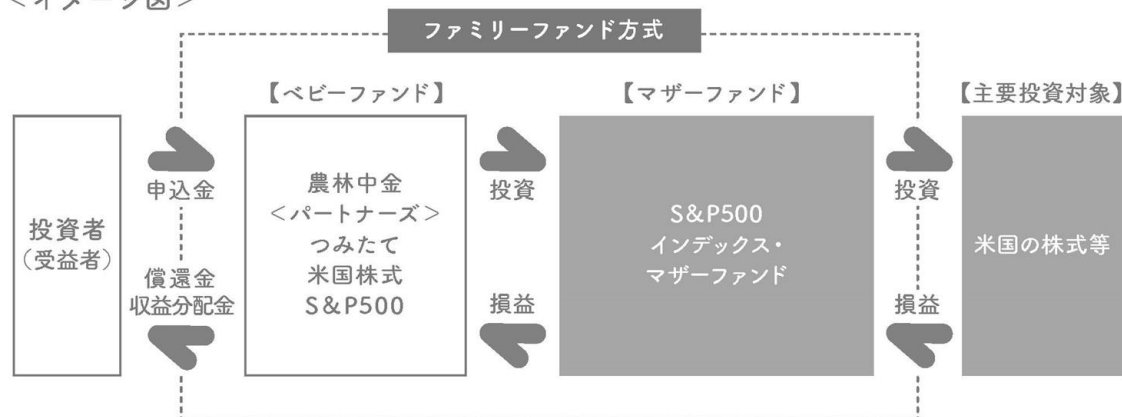 <イメージ図>
ファミリーファンド方式
【ベビーファンド】
【マザーファンド】
【主要投資対象】
投資者
（受益者）
申込金
償還金
収益分配金
農林中金
＜パートナーズ＞
つみたて
米国株式
S&P500
投資
損益
S&P500
インデックス・
マザーファンド
投資
損益
米国の株式等